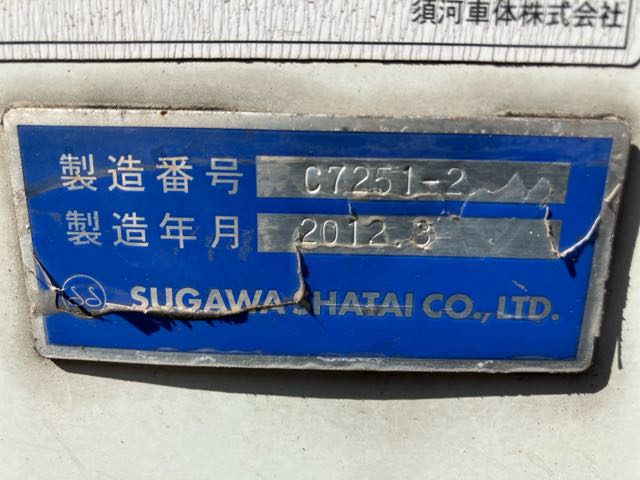 須河車体株式会社
製造番号 C7251-2
製造年月 2012.8
SS SUGAWA SHATAI CO., LTD.